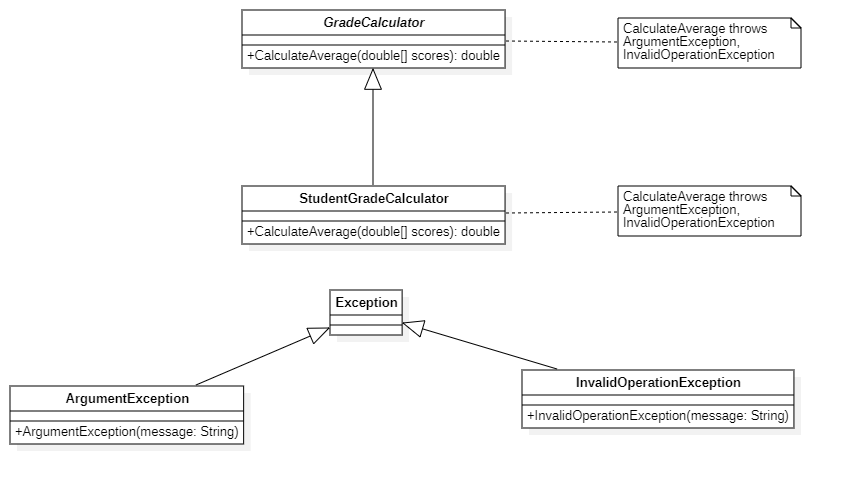 GradeCalculator
+CalculateAverage(double[] scores): double
CalculateAverage throws
ArgumentException,
InvalidOperationException
StudentGradeCalculator
+CalculateAverage(double[] scores): double
CalculateAverage throws
ArgumentException,
InvalidOperationException
Exception
ArgumentException
+ArgumentException(message: String)
InvalidOperationException
+InvalidOperationException(message: String)